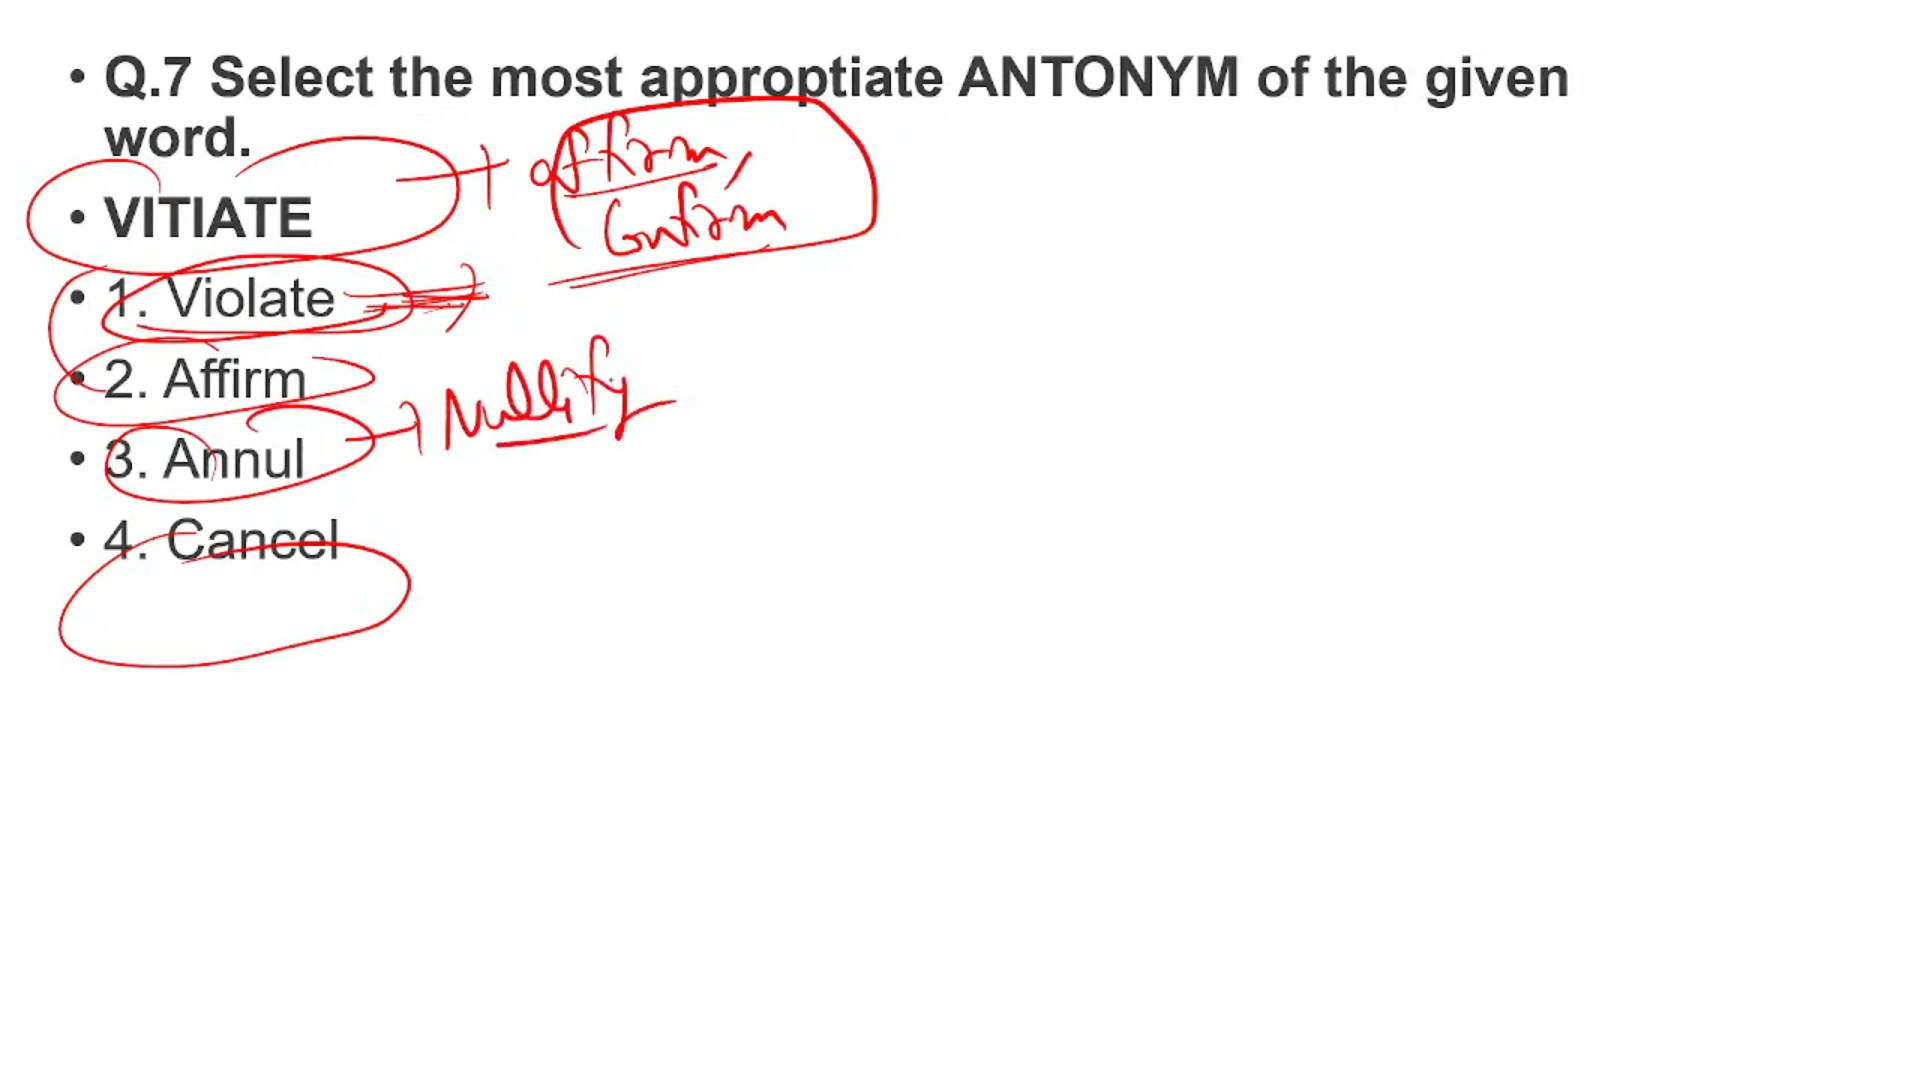 • Q.7 Select the most approptiate ANTONYM of the given
word.
affirm,
Confirm
• VITIATE
• 1. Violate
• 2. Affirm
Nullify
• 3. Annul
• 4. Cancel